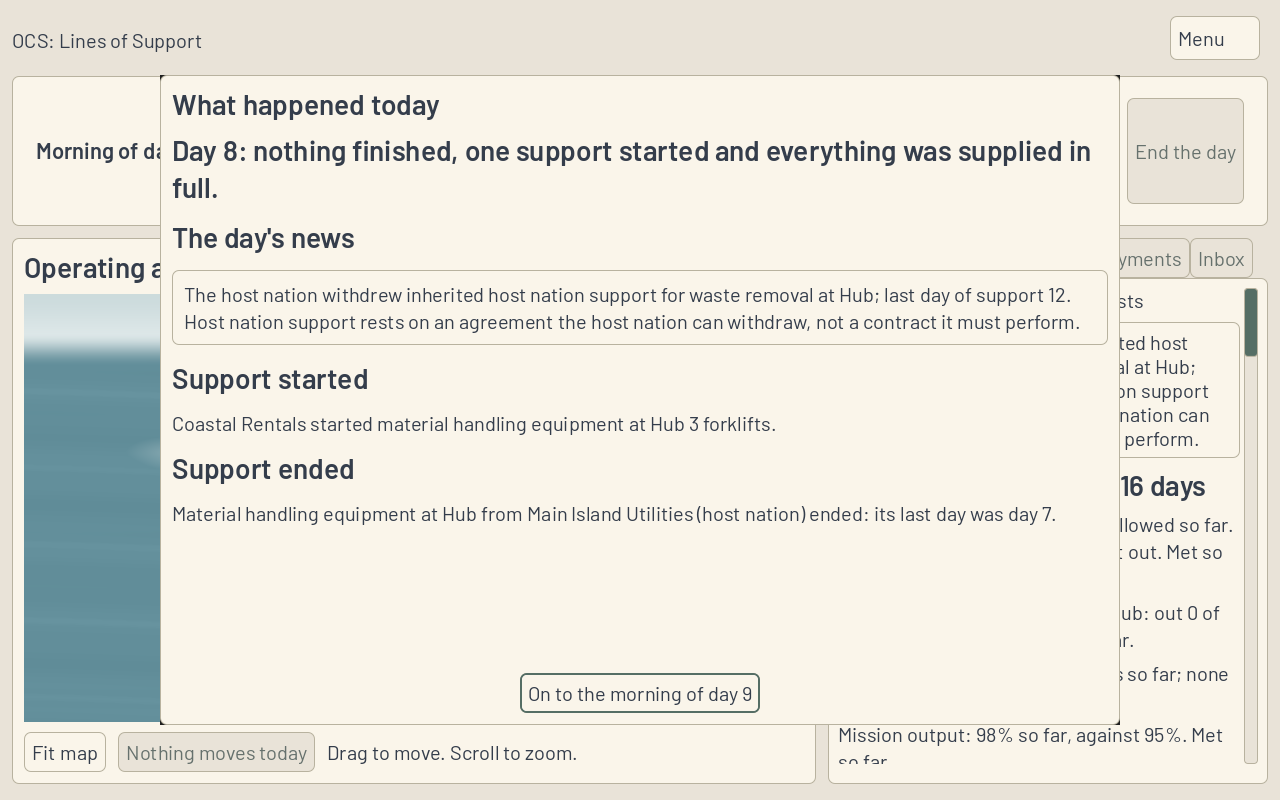 OCS: Lines of Support
Menu
Morning of da
End the day
What happened today
Day 8: nothing finished, one support started and everything was supplied in
full.
The day's news
The host nation withdrew inherited host nation support for waste removal at Hub; last day of support 12.
Host nation support rests on an agreement the host nation can withdraw, not a contract it must perform.
Support started
Coastal Rentals started material handling equipment at Hub 3 forklifts.
Support ended
Material handling equipment at Hub from Main Island Utilities (host nation) ended: its last day was day 7.
On to the morning of day 9
Operating a
yments
Inbox
sts
ted host
al at Hub;
on support
nation can
perform.
16 days
llowed so far.
t out. Met so
ub: out 0 of
ar.
s so far; none
Mission output: 98% so far, against 95%. Met
so far
Fit map
Nothing moves today
Drag to move. Scroll to zoom.